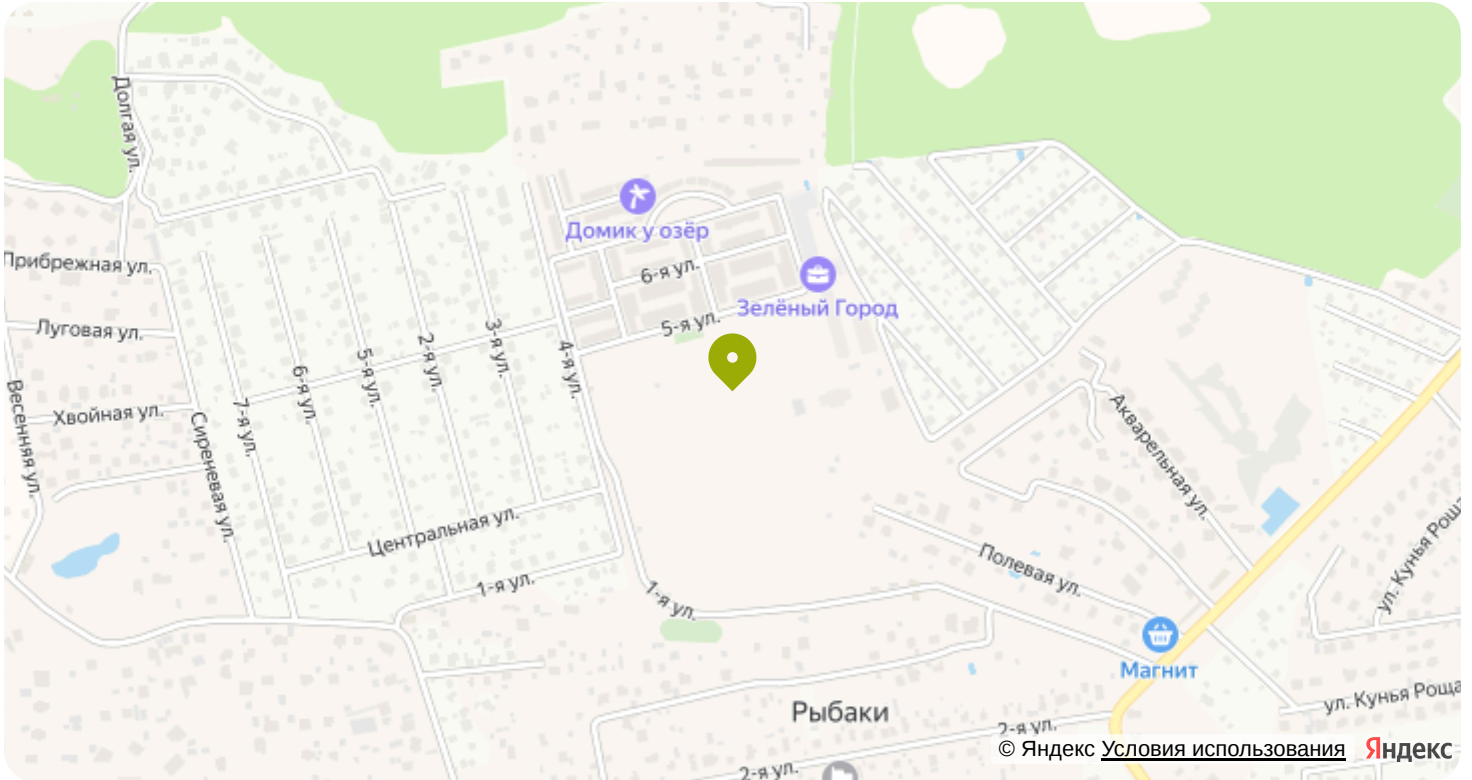 Долгая ул.
Домик у озёр
Прибрежная ул.
6-я ул.
Зелёный Город
Луговая ул.
5-я ул.
3-я ул.
2-я ул.
5-я ул.
4-я ул.
6-я ул.
7-я ул.
Хвойная ул.
Весенняя ул.
Сиреневая ул.
Акварельная ул.
Центральная ул.
Полевая ул.
ул. Кунья Роща
1-я ул.
1-я ул.
Магнит
Рыбаки
ул. Кунья Роща
2-я ул.
2-я ул.
© Яндекс Условия использования Яндекс